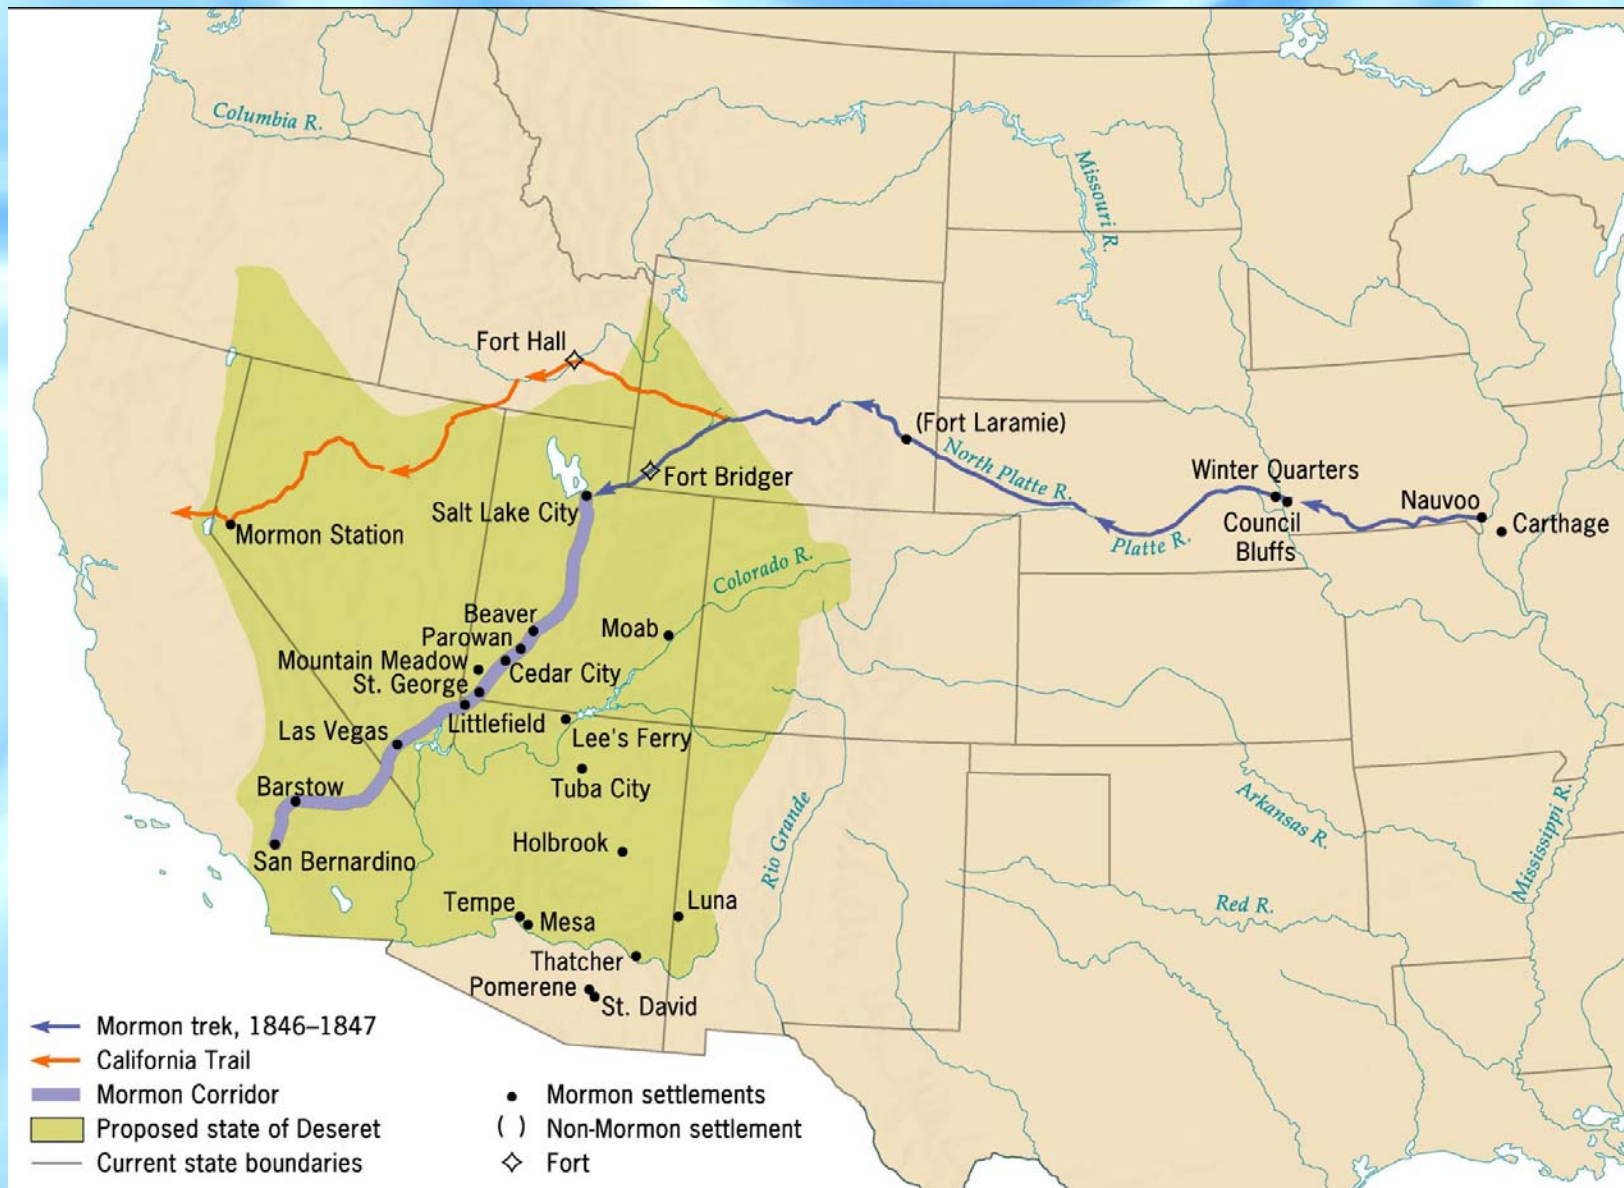 Columbia R.
Missouri R.
Fort Hall
(Fort Laramie)
North Platte R.
Fort Bridger
Winter Quarters
Salt Lake City
Nauvoo
Council
Bluffs
Carthage
Mormon Station
Platte R.
Colorado R.
Beaver
Parowan
Moab
Mountain Meadow
Cedar City
St. George
Littlefield
Las Vegas
Lee's Ferry
Tuba City
Barstow
Rio Grande
Arkansas R.
Mississippi R.
Holbrook
San Bernardino
Tempe
Mesa
Luna
Red R.
Thatcher
Pomerene
St. David
Mormon trek, 1846–1847
California Trail
Mormon Corridor
Proposed state of Deseret
Current state boundaries
Mormon settlements
( ) Non-Mormon settlement
Fort